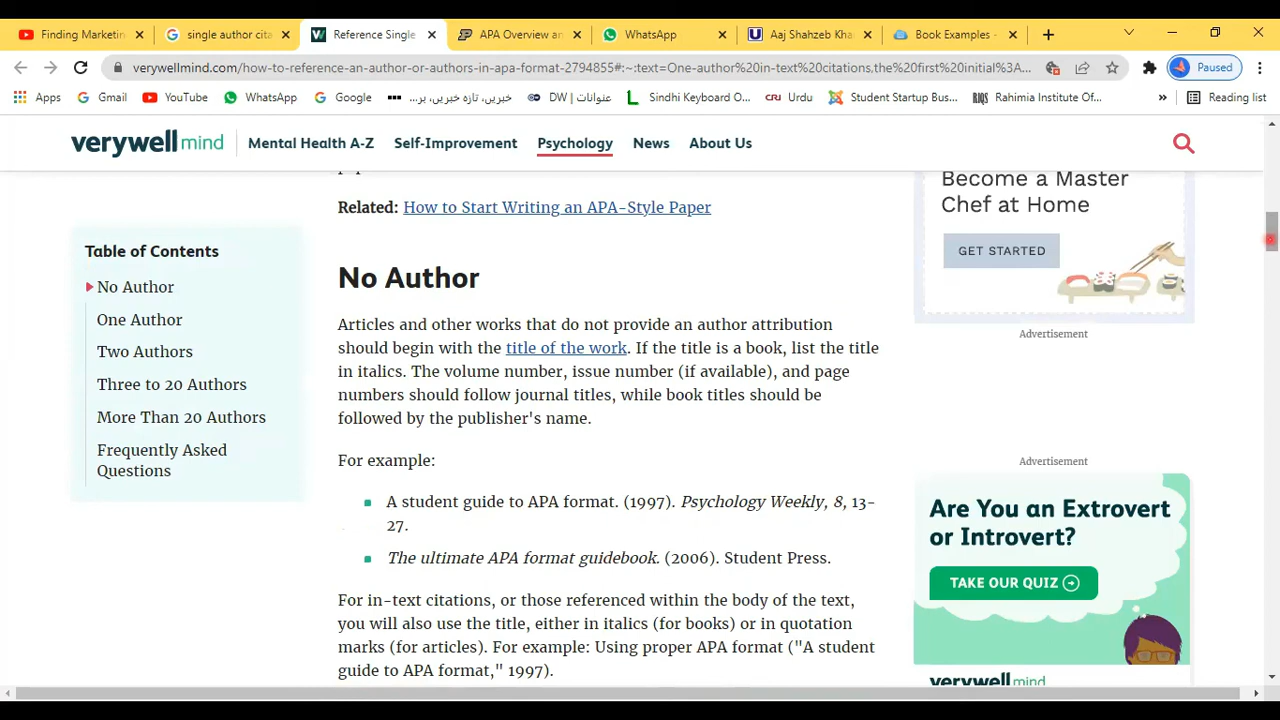 Finding Marketin
single author cita
Reference Single
APA Overview an
WhatsApp
Aaj Shahzeb Kha
Book Examples -
verywellmind.com/how-to-reference-an-author-or-authors-in-apa-format-2794855#:~:text=One-author%20in-text%20citations,the%20first%20initial%3A...
Paused
Apps
Gmail
YouTube
WhatsApp
Google
خبریں، تازہ خبریں، بر...
DW | عنوانات
Sindhi Keyboard O...
CRI Urdu
Student Startup Bus...
RIQS Rahimia Institute Of...
»
Reading list
verywell mind
Mental Health A-Z
Self-Improvement
Psychology
News
About Us
Related: How to Start Writing an APA-Style Paper
Table of Contents
No Author
One Author
Two Authors
Three to 20 Authors
More Than 20 Authors
Frequently Asked
Questions
No Author
Articles and other works that do not provide an author attribution
should begin with the title of the work. If the title is a book, list the title
in italics. The volume number, issue number (if available), and page
numbers should follow journal titles, while book titles should be
followed by the publisher's name.
For example:
A student guide to APA format. (1997). Psychology Weekly, 8, 13-
27.
The ultimate APA format guidebook. (2006). Student Press.
For in-text citations, or those referenced within the body of the text,
you will also use the title, either in italics (for books) or in quotation
marks (for articles). For example: Using proper APA format ("A student
guide to APA format," 1997).
Become a Master
Chef at Home
GET STARTED
Advertisement
Advertisement
Are You an Extrovert
or Introvert?
TAKE OUR QUIZ
verywell mind